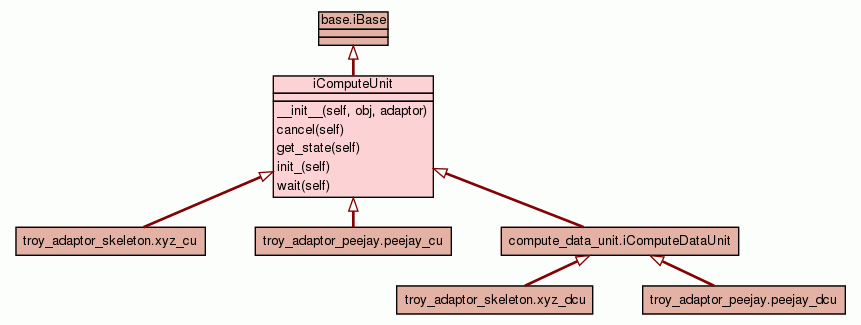 base.iBase
iComputeUnit
__init__(self, obj, adaptor)
cancel(self)
get_state(self)
init_(self)
wait(self)
troy_adaptor_skeleton.xyz_cu
troy_adaptor_peejay.peejay_cu
compute_data_unit.iComputeDataUnit
troy_adaptor_skeleton.xyz_dcu
troy_adaptor_peejay.peejay_dcu